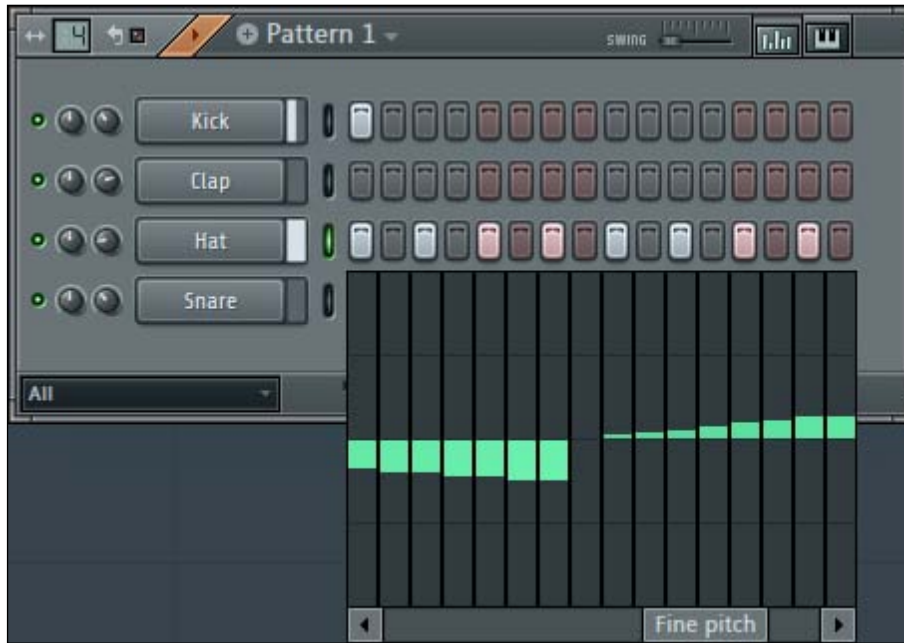 4 Pattern 1 SWING
Kick
Clap
Hat
Snare
All
Fine pitch